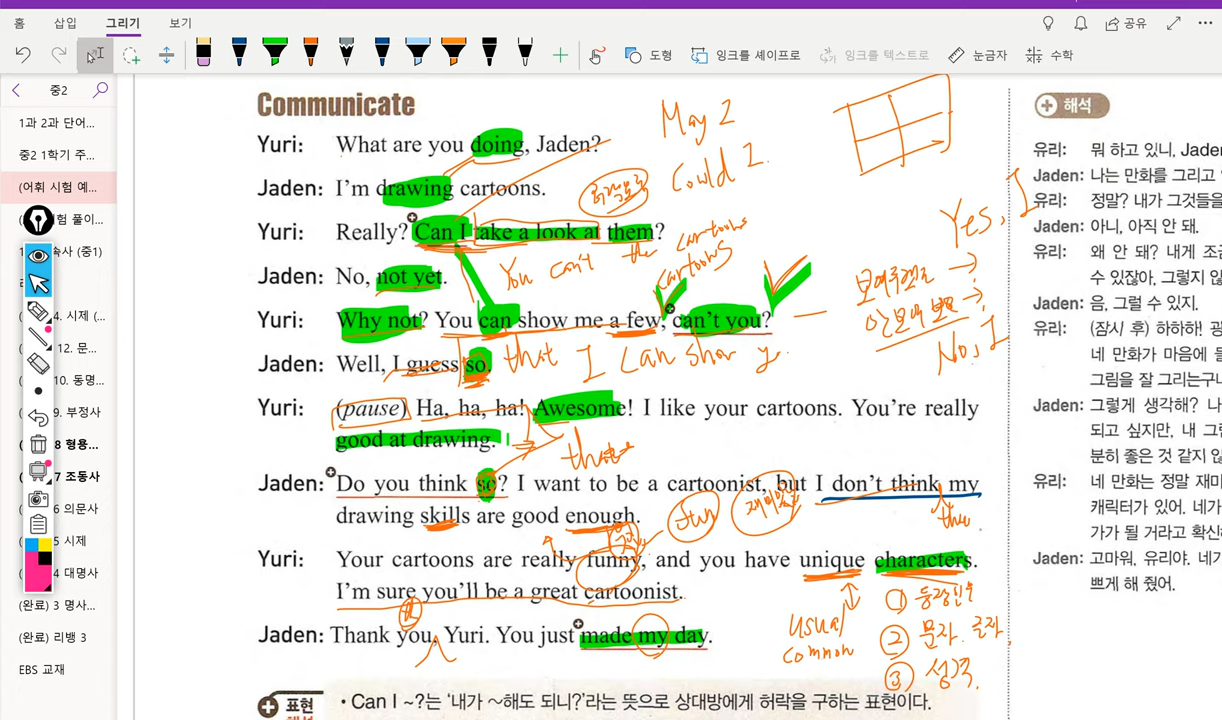 홈 삽입 그리기 보기
공유
도형 잉크를 셰이프로 잉크를 텍스트로 눈금자 수학
중2
1과 2과 단어...
중2 1학기 주...
(어휘 시험 예...
험 풀이...
속사 (중1)
4. 시제 (...
12. 문...
10. 동명...
9. 부정사
8 형용...
7 조동사
6 의문사
5 시제
4 대명사
(완료) 3 명사...
(완료) 리뱅 3
EBS 교재
Communicate
Yuri: What are you doing, Jaden?
Jaden: I'm drawing cartoons.
Yuri: Really? Can I take a look at them?
Jaden: No, not yet.
Yuri: Why not? You can show me a few, can't you?
Jaden: Well, I guess so.
Yuri: (pause) Ha, ha, ha! Awesome! I like your cartoons. You're really
good at drawing.
Jaden: Do you think so? I want to be a cartoonist, but I don't think my
drawing skills are good enough.
Yuri: Your cartoons are really funny, and you have unique characters.
I'm sure you'll be a great cartoonist.
Jaden: Thank you, Yuri. You just made my day.
May I
Could I
You can't the cartoons
cartoons
that I can show y
that
fun
재미있는
usual
common
① 등장인물
② 문자. 글자.
③ 성격.
Yes, I
No, I
표현
해석
• Can I ~?는 '내가 ~해도 되니?'라는 뜻으로 상대방에게 허락을 구하는 표현이다.
해석
유리: 뭐 하고 있니, Jaden
Jaden: 나는 만화를 그리고 있
유리: 정말? 내가 그것들을
Jaden: 아니, 아직 안 돼.
유리: 왜 안 돼? 내게 조금
수 있잖아, 그렇지 않
Jaden: 음, 그럴 수 있지.
유리: (잠시 후) 하하하! 굉
네 만화가 마음에 들
그림을 잘 그리는구나
Jaden: 그렇게 생각해? 나
되고 싶지만, 내 그림
분히 좋은 것 같지 않
유리: 네 만화는 정말 재미
캐릭터가 있어. 네가
가가 될 거라고 확신해
Jaden: 고마워, 유리야. 네가
쁘게 해 줬어.